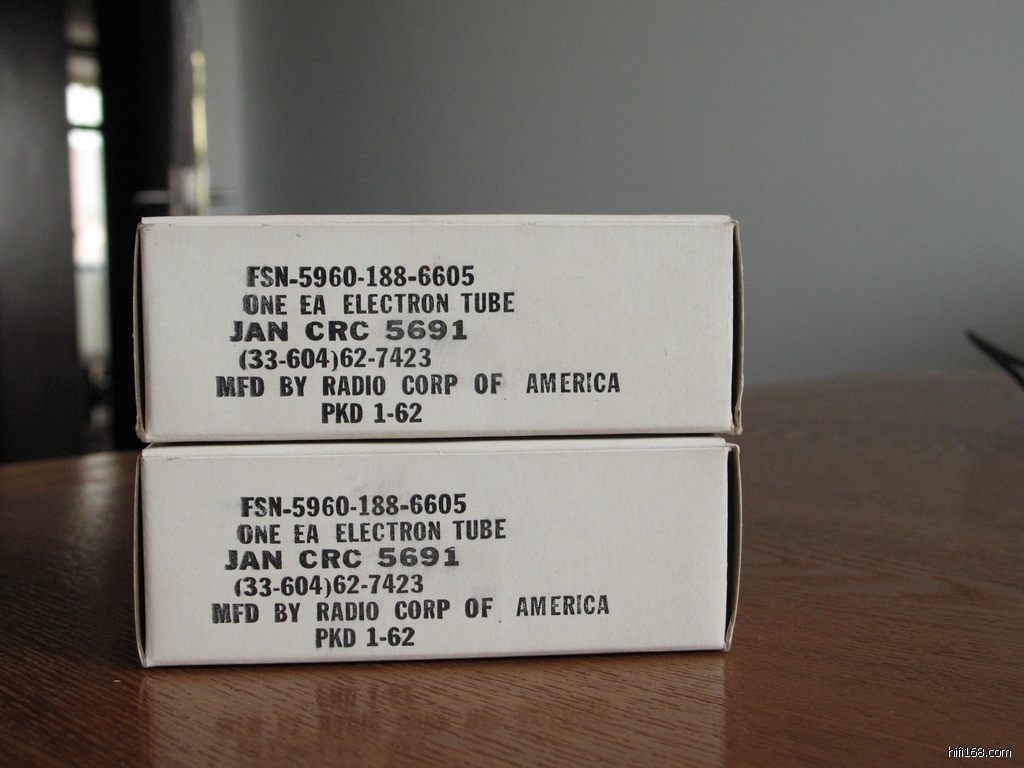 FSN-5960-188-6605
ONE EA ELECTRON TUBE
JAN CRC 5691
(33-604)62-7423
MFD BY RADIO CORP OF AMERICA
PKD 1-62
FSN-5960-188-6605
ONE EA ELECTRON TUBE
JAN CRC 5691
(33-604)62-7423
MFD BY RADIO CORP OF AMERICA
PKD 1-62
hifi168.com